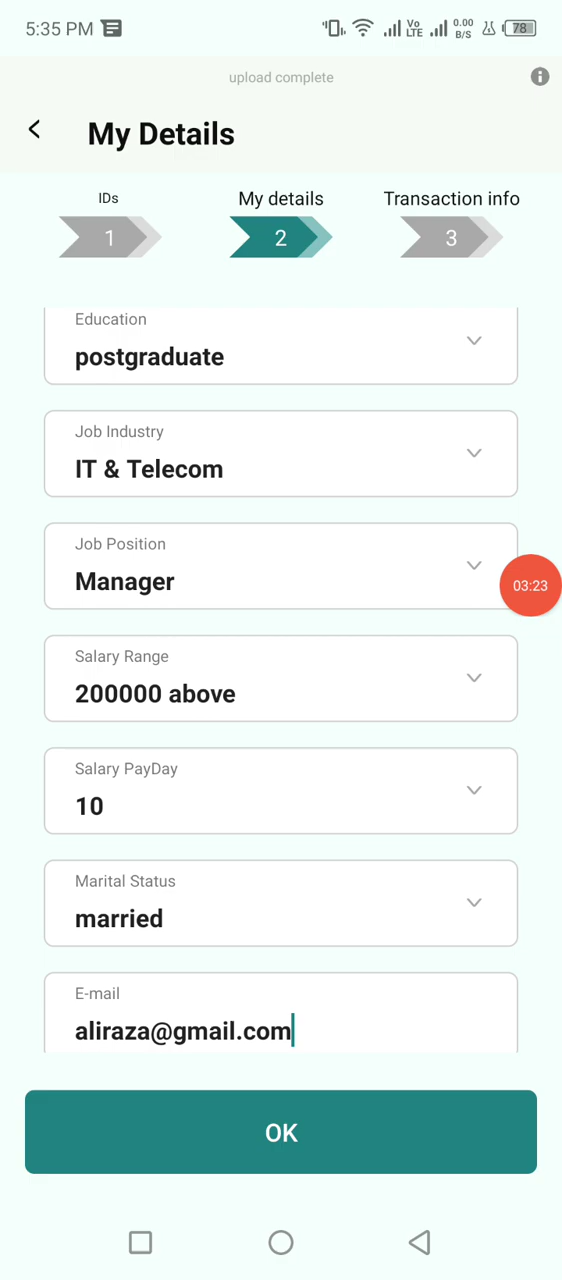 5:35 PM
Vo LTE
0.00 B/S
78
upload complete
My Details
IDs
My details
Transaction info
1
2
3
Education
postgraduate
Job Industry
IT & Telecom
Job Position
Manager
03:23
Salary Range
200000 above
Salary PayDay
10
Marital Status
married
E-mail
aliraza@gmail.com
OK